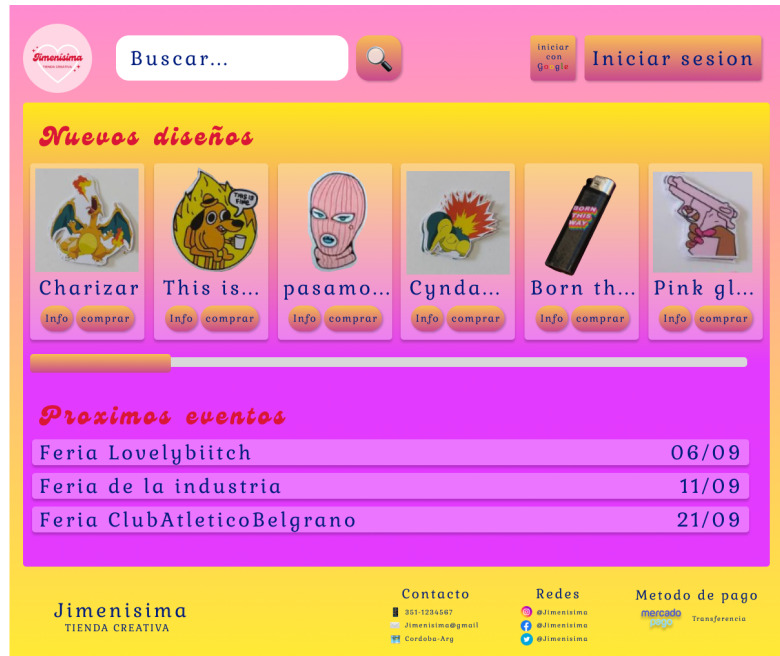 Jimenísima
TIENDA CREATIVA
Buscar...
iniciar
con
Google
Iniciar sesion
Nuevos diseños
THIS IS
FINE.
BORN
THIS
WAY
Charizar
This is...
pasamo...
Cynda...
Born th...
Pink gl...
Info comprar
Info comprar
Info comprar
Info comprar
Info comprar
Info comprar
Proximos eventos
Feria Lovelybiitch 06/09
Feria de la industria 11/09
Feria ClubAtleticoBelgrano 21/09
Jimenisima
TIENDA CREATIVA
Contacto
351-1234567
Jimenisima@gmail
Cordoba-Arg
Redes
@Jimenisima
@Jimenisima
@Jimenisima
Metodo de pago
mercado
pago
Transferencia